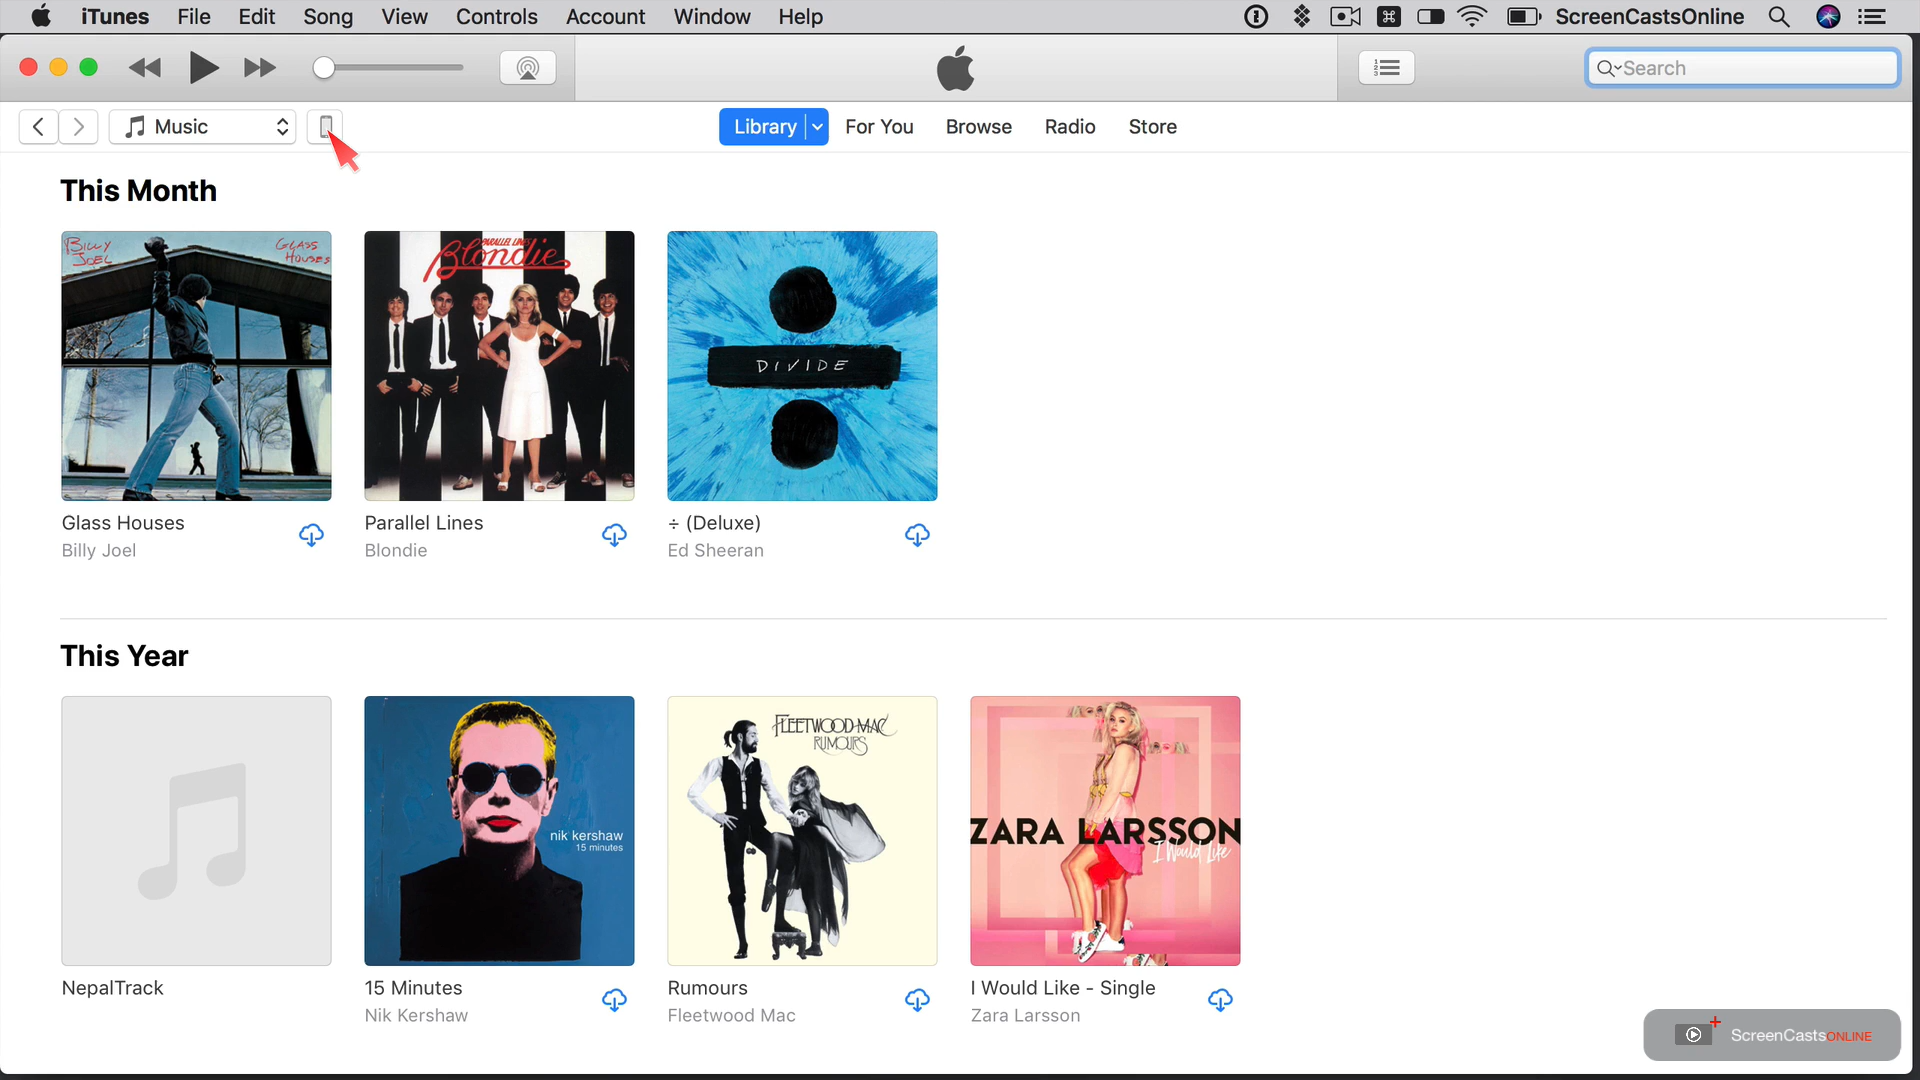 iTunes File Edit Song View Controls Account Window Help ScreenCastsOnline
Search
Music Library For You Browse Radio Store
This Month
BILLY JOEL
GLASS HOUSES
PARALLEL LINES
Blondie
DIVIDE
Glass Houses
Billy Joel
Parallel Lines
Blondie
÷ (Deluxe)
Ed Sheeran
This Year
nik kershaw
15 minutes
FLEETWOOD MAC
RUMOURS
ZARA LARSSON
I Would Like
NepalTrack
15 Minutes
Nik Kershaw
Rumours
Fleetwood Mac
I Would Like - Single
Zara Larsson
ScreenCastsONLINE